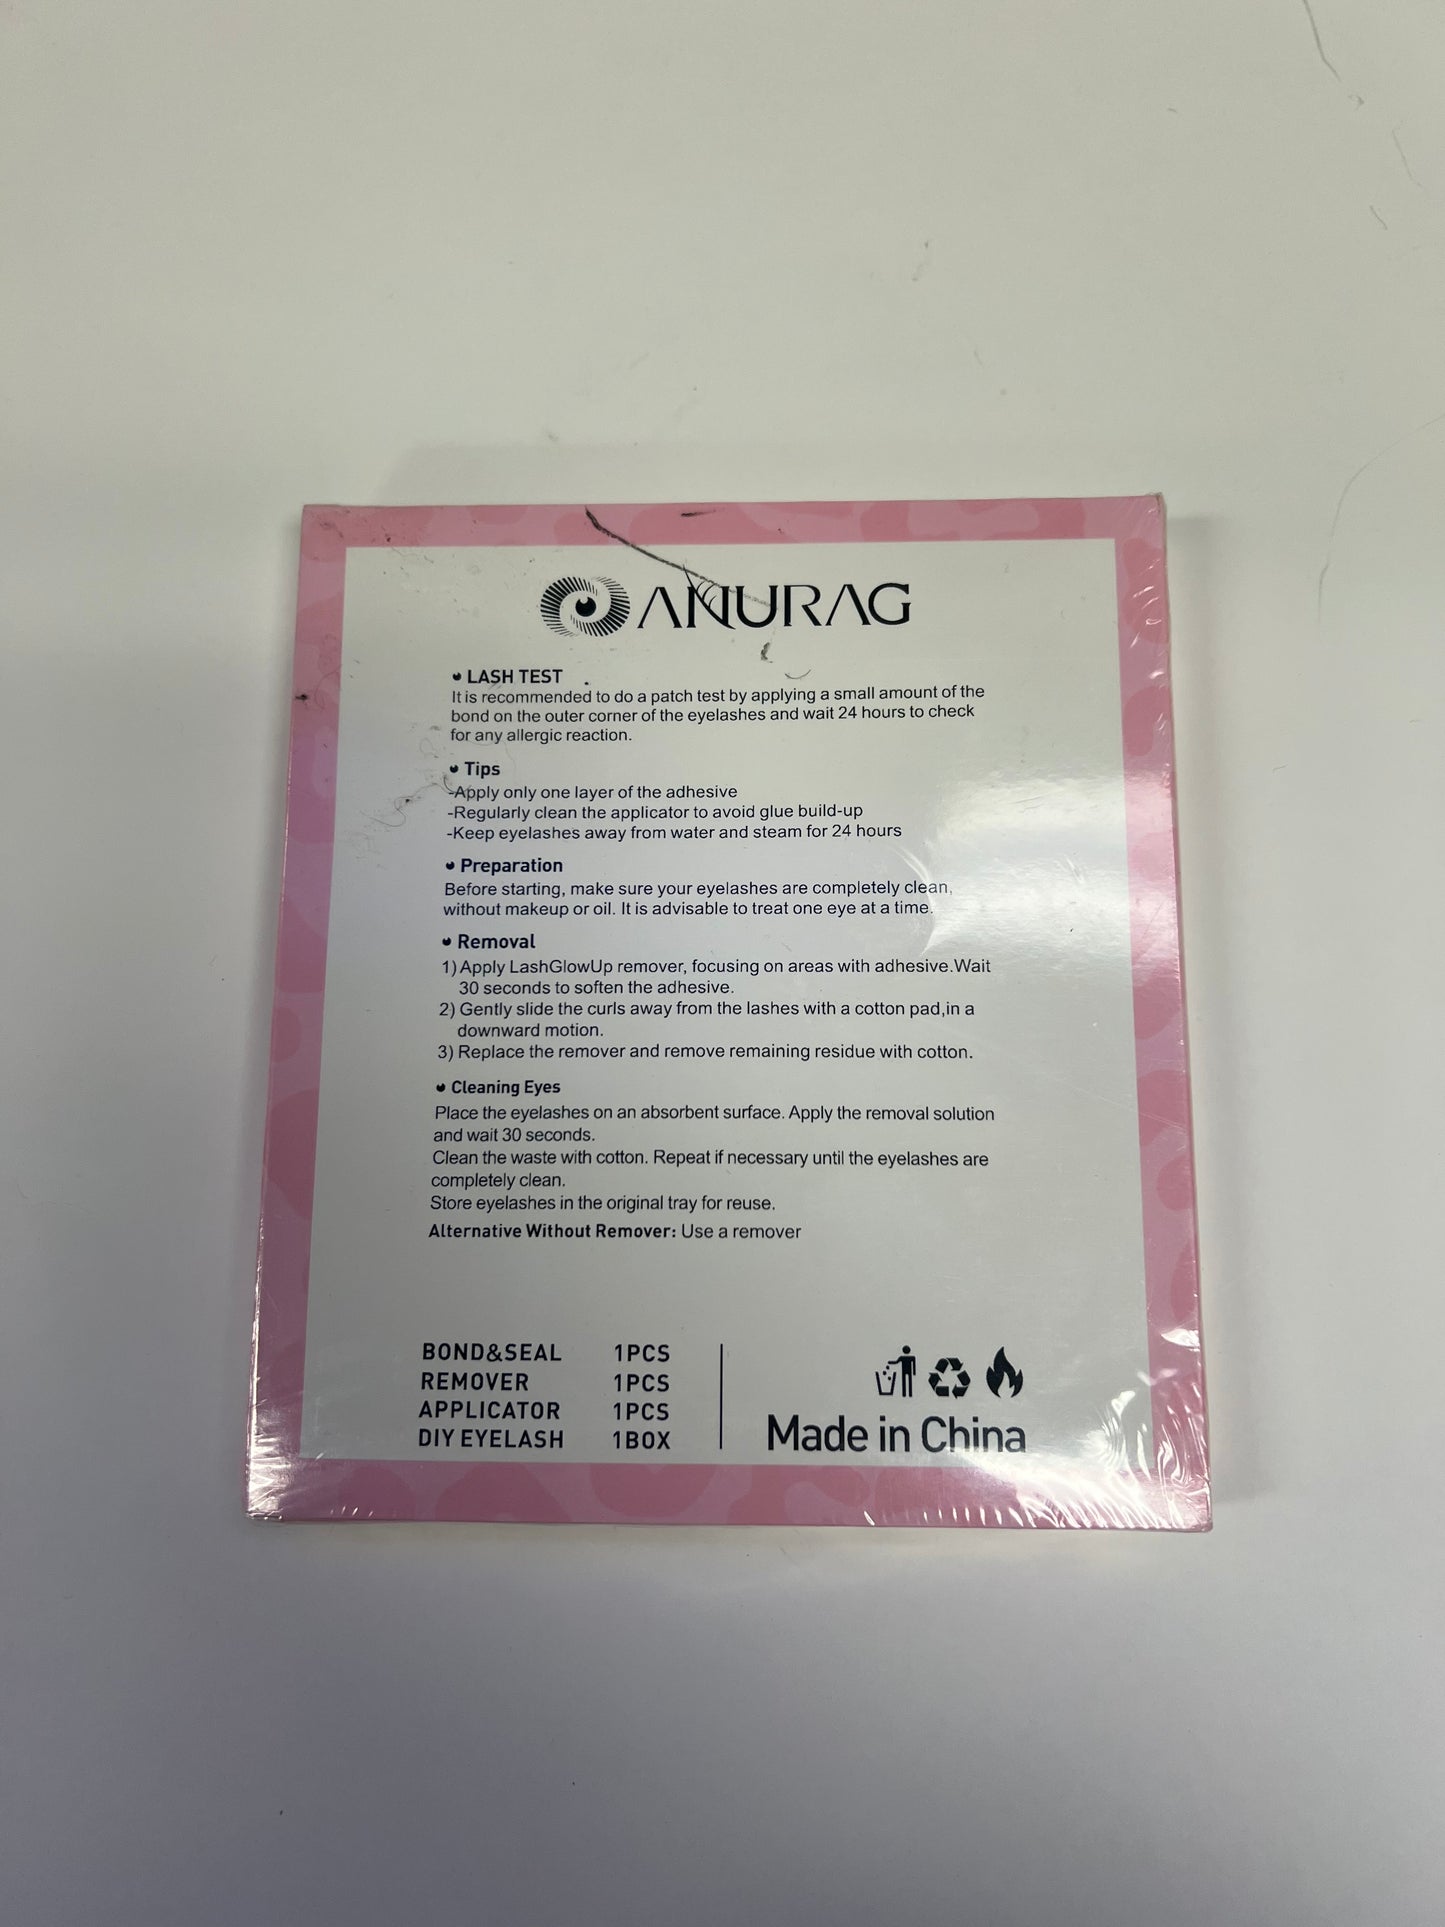 ANURAG
LASH TEST
It is recommended to do a patch test by applying a small amount of the
bond on the outer corner of the eyelashes and wait 24 hours to check
for any allergic reaction.
Tips
-Apply only one layer of the adhesive
-Regularly clean the applicator to avoid glue build-up
-Keep eyelashes away from water and steam for 24 hours
Preparation
Before starting, make sure your eyelashes are completely clean,
without makeup or oil. It is advisable to treat one eye at a time.
Removal
1) Apply LashGlowUp remover, focusing on areas with adhesive.Wait
30 seconds to soften the adhesive.
2) Gently slide the curls away from the lashes with a cotton pad,in a
downward motion.
3) Replace the remover and remove remaining residue with cotton.
Cleaning Eyes
Place the eyelashes on an absorbent surface. Apply the removal solution
and wait 30 seconds.
Clean the waste with cotton. Repeat if necessary until the eyelashes are
completely clean.
Store eyelashes in the original tray for reuse.
Alternative Without Remover: Use a remover
BOND&SEAL 1PCS
REMOVER 1PCS
APPLICATOR 1PCS
DIY EYELASH 1BOX
Made in China